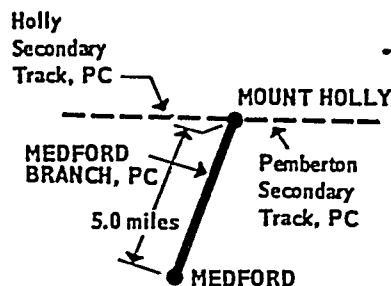 Holly
Secondary
Track, PC
MOUNT HOLLY
MEDFORD
BRANCH, PC
Pemberton
Secondary
Track, PC
5.0 miles
MEDFORD